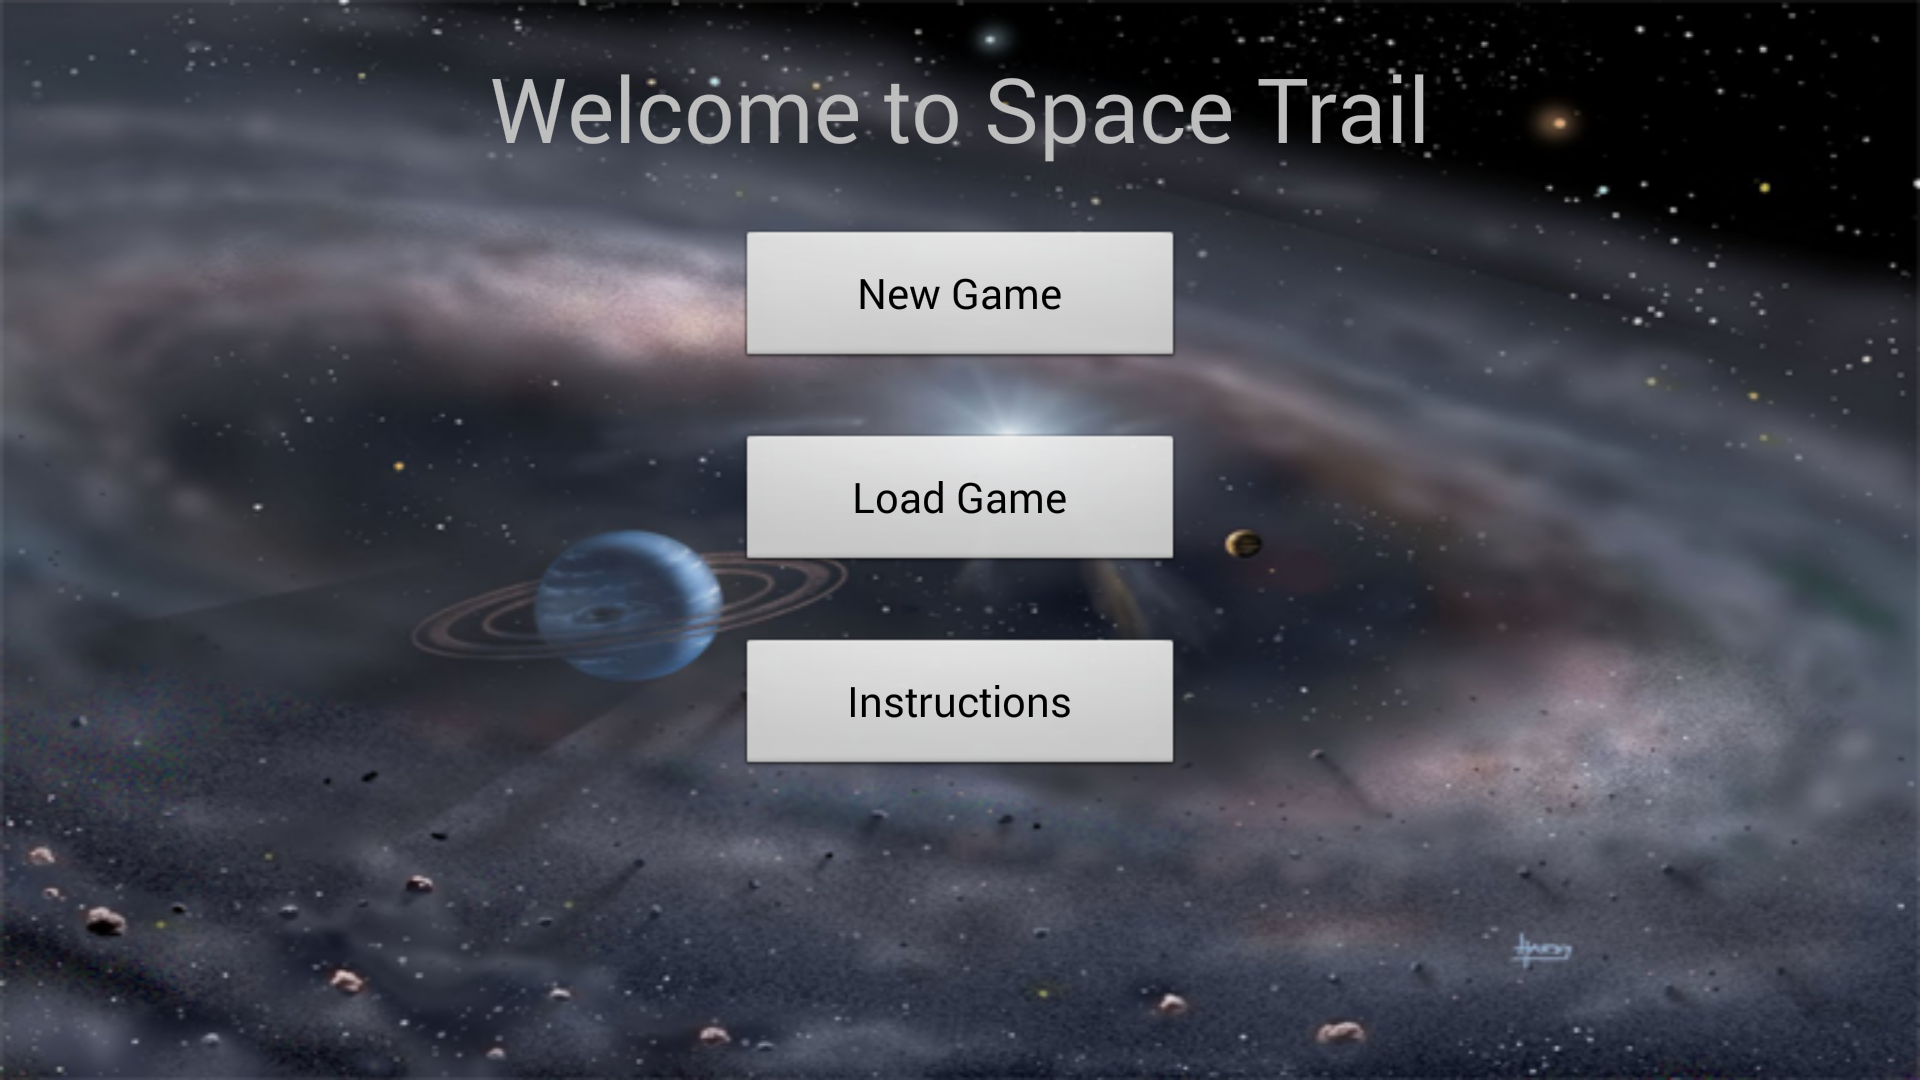 Welcome to Space Trail
New Game
Load Game
Instructions